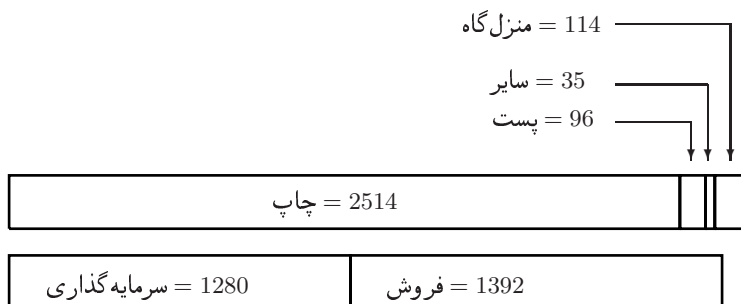 منزل‌گاه = 114
سایر = 35
پست = 96
چاپ = 2514
سرمایه‌گذاری = 1280
فروش = 1392